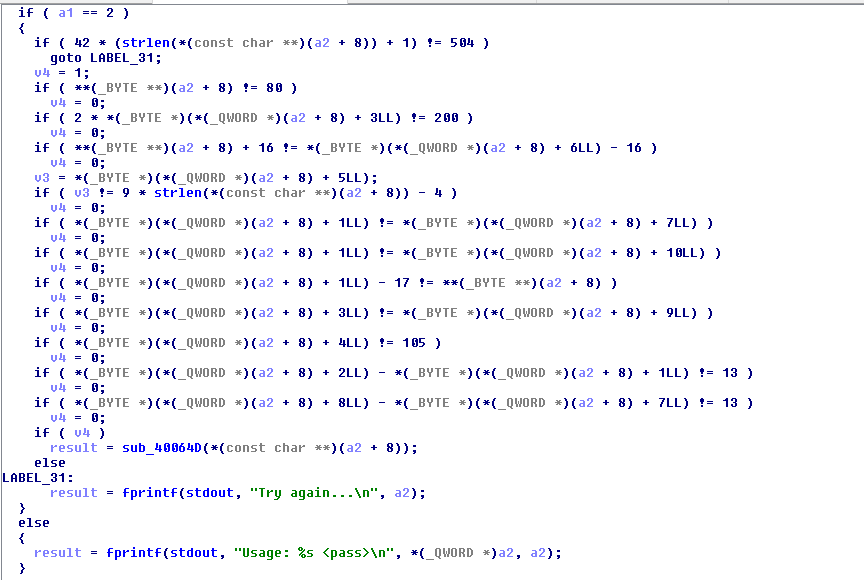 if ( a1 == 2 )
{
if ( 42 * (strlen(*(const char **)(a2 + 8)) + 1) != 504 )
goto LABEL_31;
v4 = 1;
if ( **(_BYTE **)(a2 + 8) != 80 )
v4 = 0;
if ( 2 * *(_BYTE *)(*(_QWORD *)(a2 + 8) + 3LL) != 200 )
v4 = 0;
if ( **(_BYTE **)(a2 + 8) + 16 != *(_BYTE *)(*(_QWORD *)(a2 + 8) + 6LL) - 16 )
v4 = 0;
v3 = *(_BYTE *)(*(_QWORD *)(a2 + 8) + 5LL);
if ( v3 != 9 * strlen(*(const char **)(a2 + 8)) - 4 )
v4 = 0;
if ( *(_BYTE *)(*(_QWORD *)(a2 + 8) + 1LL) != *(_BYTE *)(*(_QWORD *)(a2 + 8) + 7LL) )
v4 = 0;
if ( *(_BYTE *)(*(_QWORD *)(a2 + 8) + 1LL) != *(_BYTE *)(*(_QWORD *)(a2 + 8) + 10LL) )
v4 = 0;
if ( *(_BYTE *)(*(_QWORD *)(a2 + 8) + 1LL) - 17 != **(_BYTE **)(a2 + 8) )
v4 = 0;
if ( *(_BYTE *)(*(_QWORD *)(a2 + 8) + 3LL) != *(_BYTE *)(*(_QWORD *)(a2 + 8) + 9LL) )
v4 = 0;
if ( *(_BYTE *)(*(_QWORD *)(a2 + 8) + 4LL) != 105 )
v4 = 0;
if ( *(_BYTE *)(*(_QWORD *)(a2 + 8) + 2LL) - *(_BYTE *)(*(_QWORD *)(a2 + 8) + 1LL) != 13 )
v4 = 0;
if ( *(_BYTE *)(*(_QWORD *)(a2 + 8) + 8LL) - *(_BYTE *)(*(_QWORD *)(a2 + 8) + 7LL) != 13 )
v4 = 0;
if ( v4 )
result = sub_40064D(*(const char **)(a2 + 8));
else
LABEL_31:
result = fprintf(stdout, "Try again...\n", a2);
}
else
{
result = fprintf(stdout, "Usage: %s <pass>\n", *(_QWORD *)a2, a2);
}